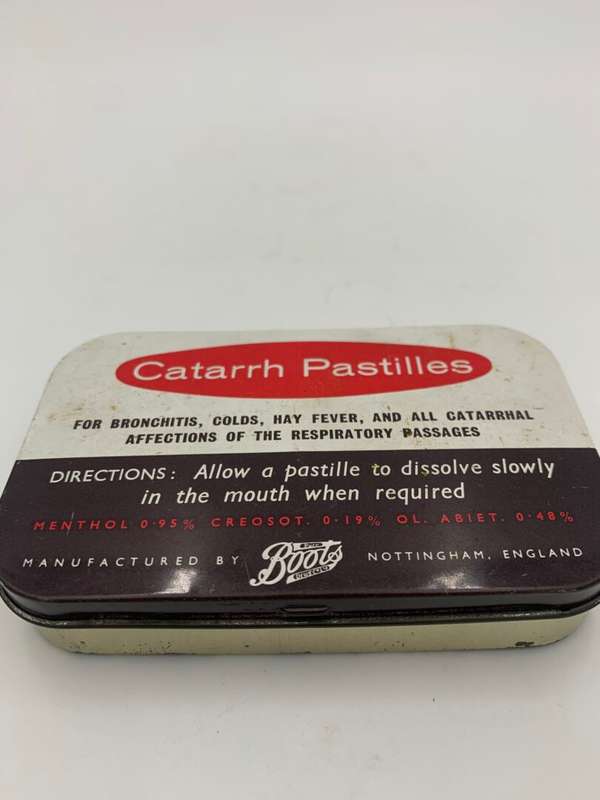 Catarrh Pastilles
FOR BRONCHITIS, COLDS, HAY FEVER, AND ALL CATARRHAL
AFFECTIONS OF THE RESPIRATORY PASSAGES
DIRECTIONS: Allow a pastille to dissolve slowly
in the mouth when required
MENTHOL 0·95% CREOSOT. 0·19% OL. ABIET. 0·48%
MANUFACTURED BY Boots NOTTINGHAM, ENGLAND